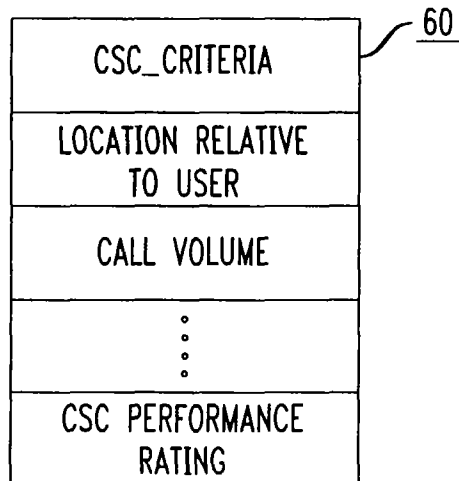 60
CSC_CRITERIA
LOCATION RELATIVE
TO USER
CALL VOLUME
CSC PERFORMANCE
RATING